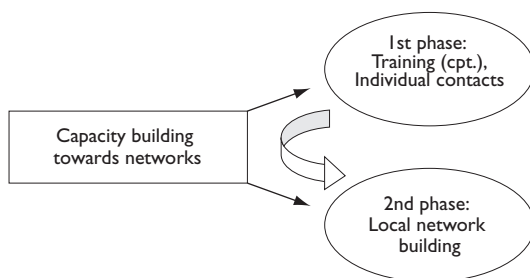 1st phase:
Training (cpt.),
Individual contacts
Capacity building
towards networks
2nd phase:
Local network
building